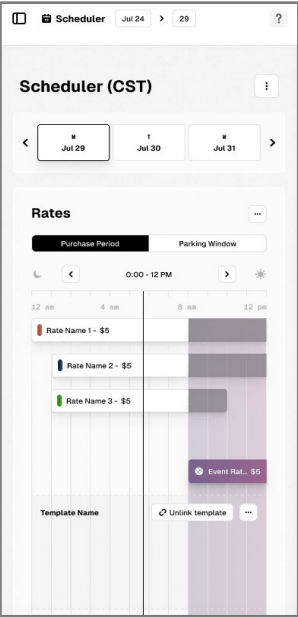 Scheduler Jul 24 > 29 ?
Scheduler (CST)
M T W
Jul 29 Jul 30 Jul 31
Rates
Purchase Period Parking Window
0:00 - 12 PM
12 am 4 am 8 am 12 pm
Rate Name 1 - $5
Rate Name 2 - $5
Rate Name 3 - $5
Event Rat... $5
Template Name Unlink template